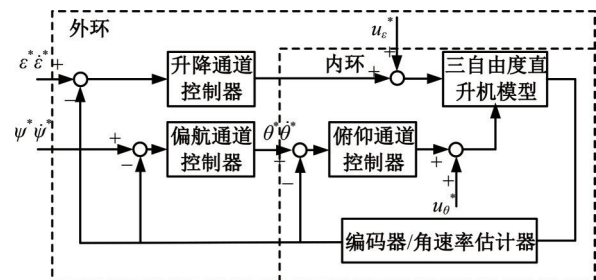 外环
u_ε*
ε* ε̇*
+
−
升降通道
控制器
内环
+
+
三自由度直
升机模型
ψ* ψ̇*
+
−
偏航通道
控制器
θ* θ̇*
+
−
俯仰通道
控制器
+
+
u_θ*
编码器/角速率估计器